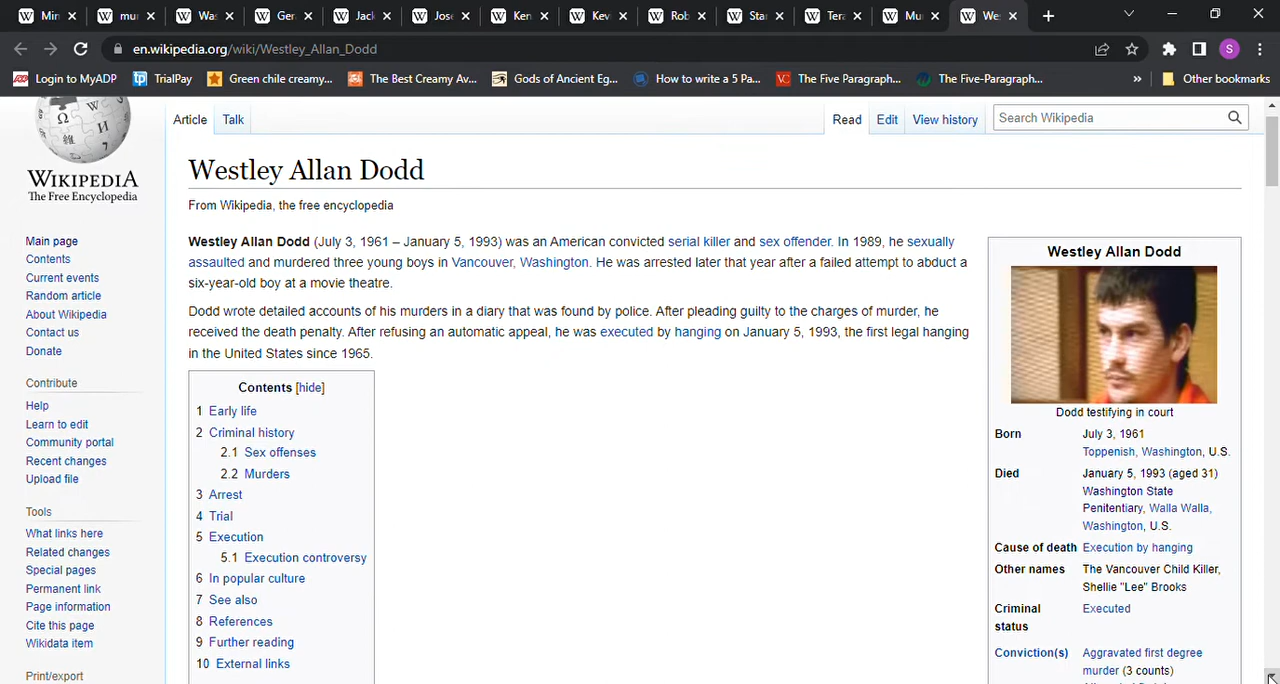 Min
mu
Wa
Ger
Jack
Jose
Ken
Kev
Rob
Star
Tera
Mu
Wes
en.wikipedia.org/wiki/Westley_Allan_Dodd
S
Login to MyADP
TrialPay
Green chile creamy...
The Best Creamy Av...
Gods of Ancient Eg...
How to write a 5 Pa...
The Five Paragraph...
The Five-Paragraph...
»
Other bookmarks
WIKIPEDIA
The Free Encyclopedia
Article
Talk
Read
Edit
View history
Search Wikipedia
Westley Allan Dodd
From Wikipedia, the free encyclopedia
Westley Allan Dodd (July 3, 1961 – January 5, 1993) was an American convicted serial killer and sex offender. In 1989, he sexually
assaulted and murdered three young boys in Vancouver, Washington. He was arrested later that year after a failed attempt to abduct a
six-year-old boy at a movie theatre.
Dodd wrote detailed accounts of his murders in a diary that was found by police. After pleading guilty to the charges of murder, he
received the death penalty. After refusing an automatic appeal, he was executed by hanging on January 5, 1993, the first legal hanging
in the United States since 1965.
Contents [hide]
1 Early life
2 Criminal history
2.1 Sex offenses
2.2 Murders
3 Arrest
4 Trial
5 Execution
5.1 Execution controversy
6 In popular culture
7 See also
8 References
9 Further reading
10 External links
Westley Allan Dodd
Dodd testifying in court
Born July 3, 1961
Toppenish, Washington, U.S.
Died January 5, 1993 (aged 31)
Washington State
Penitentiary, Walla Walla,
Washington, U.S.
Cause of death Execution by hanging
Other names The Vancouver Child Killer,
Shellie "Lee" Brooks
Criminal Executed
status
Conviction(s) Aggravated first degree
murder (3 counts)
Main page
Contents
Current events
Random article
About Wikipedia
Contact us
Donate
Contribute
Help
Learn to edit
Community portal
Recent changes
Upload file
Tools
What links here
Related changes
Special pages
Permanent link
Page information
Cite this page
Wikidata item
Print/export